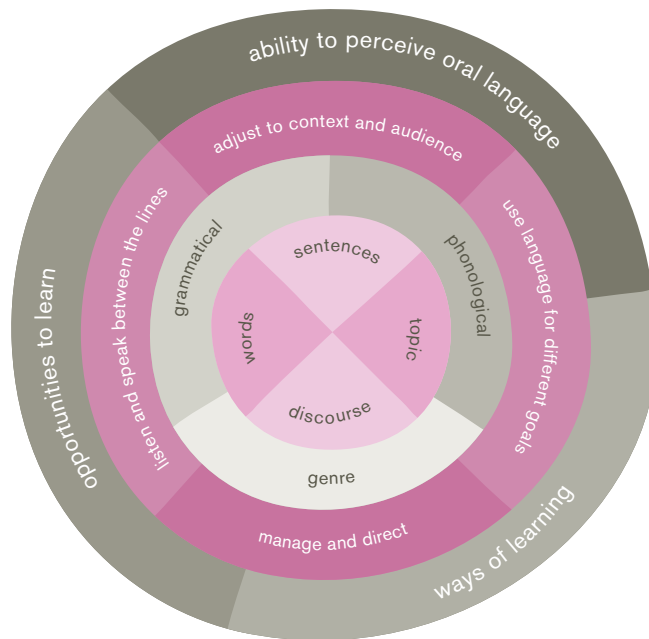 ability to perceive oral language
adjust to context and audience
opportunities to learn
listen and speak between the lines
use language for different goals
grammatical
phonological
sentences
words
topic
discourse
genre
manage and direct
ways of learning